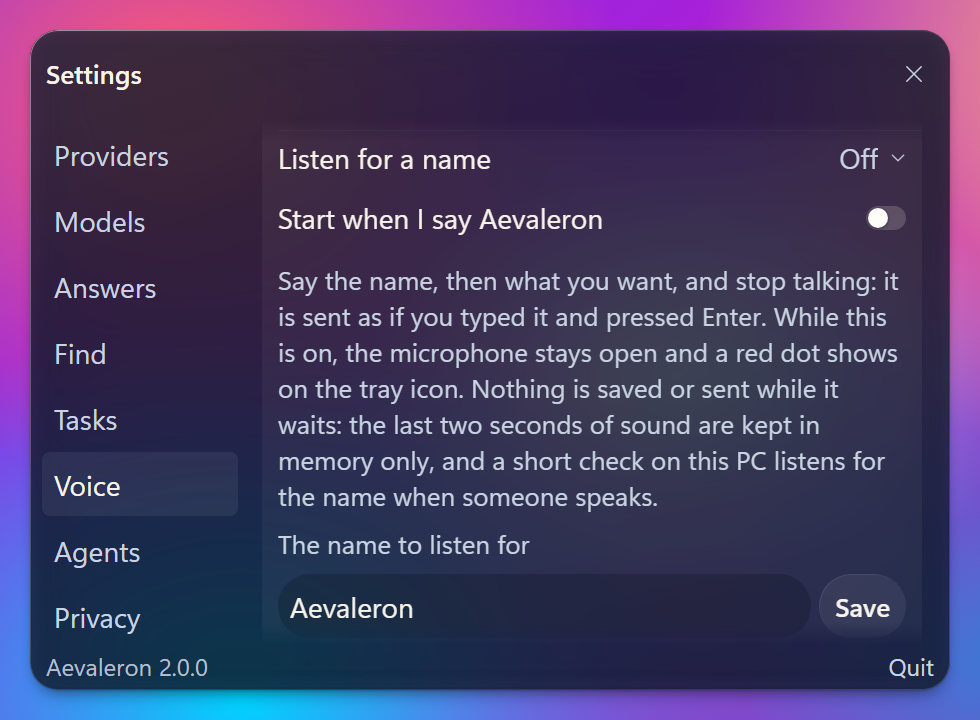 Settings
Providers
Models
Answers
Find
Tasks
Voice
Agents
Privacy
Listen for a name
Off
Start when I say Aevaleron
Say the name, then what you want, and stop talking: it
is sent as if you typed it and pressed Enter. While this
is on, the microphone stays open and a red dot shows
on the tray icon. Nothing is saved or sent while it
waits: the last two seconds of sound are kept in
memory only, and a short check on this PC listens for
the name when someone speaks.
The name to listen for
Aevaleron
Save
Aevaleron 2.0.0
Quit